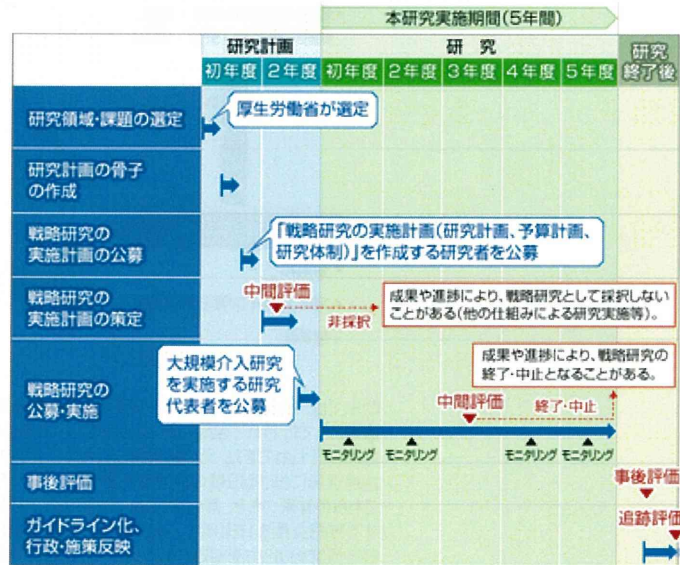 本研究実施期間(5年間)
研究計画
研 究
研究
終了後
初年度
2年度
初年度
2年度
3年度
4年度
5年度
研究領域・課題の選定
厚生労働省が選定
研究計画の骨子
の作成
戦略研究の
実施計画の公募
「戦略研究の実施計画(研究計画、予算計画、
研究体制)」を作成する研究者を公募
戦略研究の
実施計画の策定
中間評価
非採択
成果や進捗により、戦略研究として採択しない
ことがある(他の仕組みによる研究実施等)。
戦略研究の
公募・実施
大規模介入研究
を実施する研究
代表者を公募
成果や進捗により、戦略研究の
終了・中止となることがある。
中間評価
終了・中止
モニタリング
モニタリング
モニタリング
モニタリング
事後評価
事後評価
ガイドライン化、
行政・施策反映
追跡評価